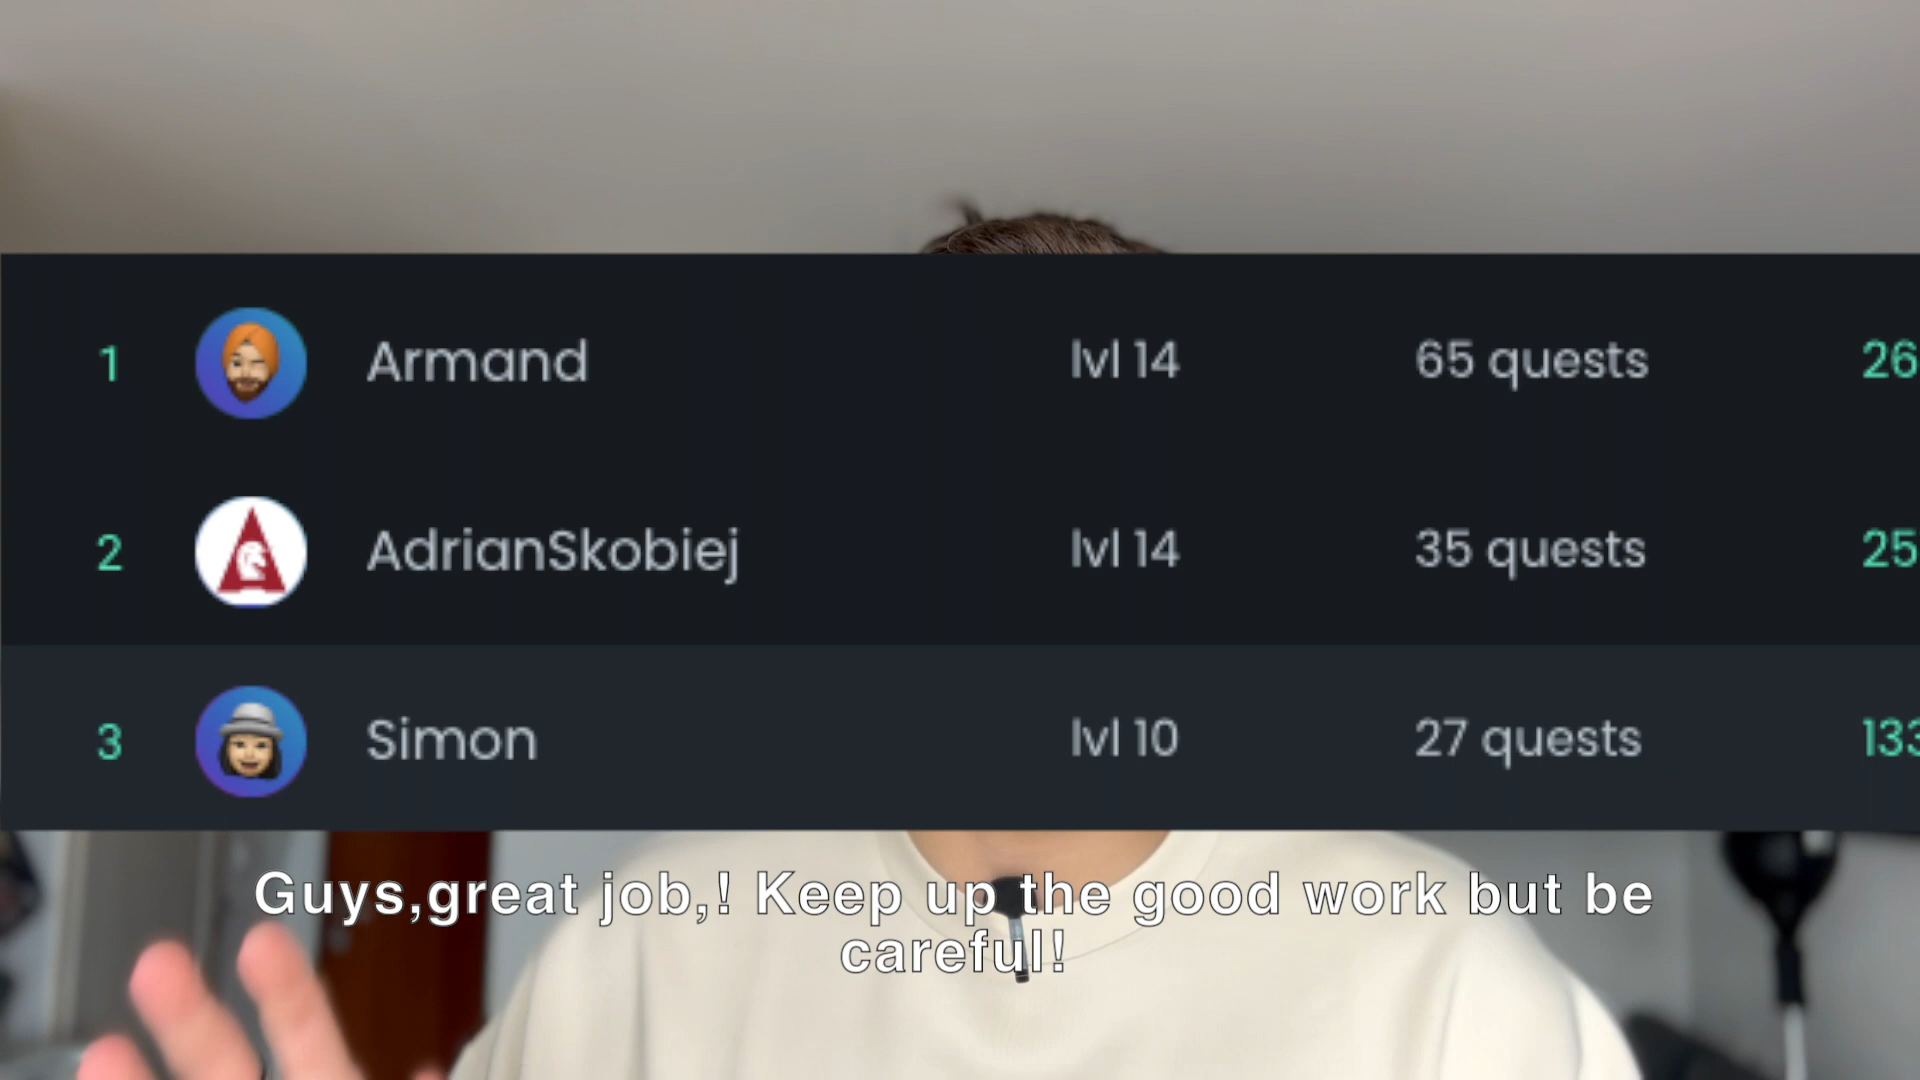 1 Armand lvl 14 65 quests 26
2 AdrianSkobiej lvl 14 35 quests 25
3 Simon lvl 10 27 quests 133
Guys,great job,! Keep up the good work but be
careful!